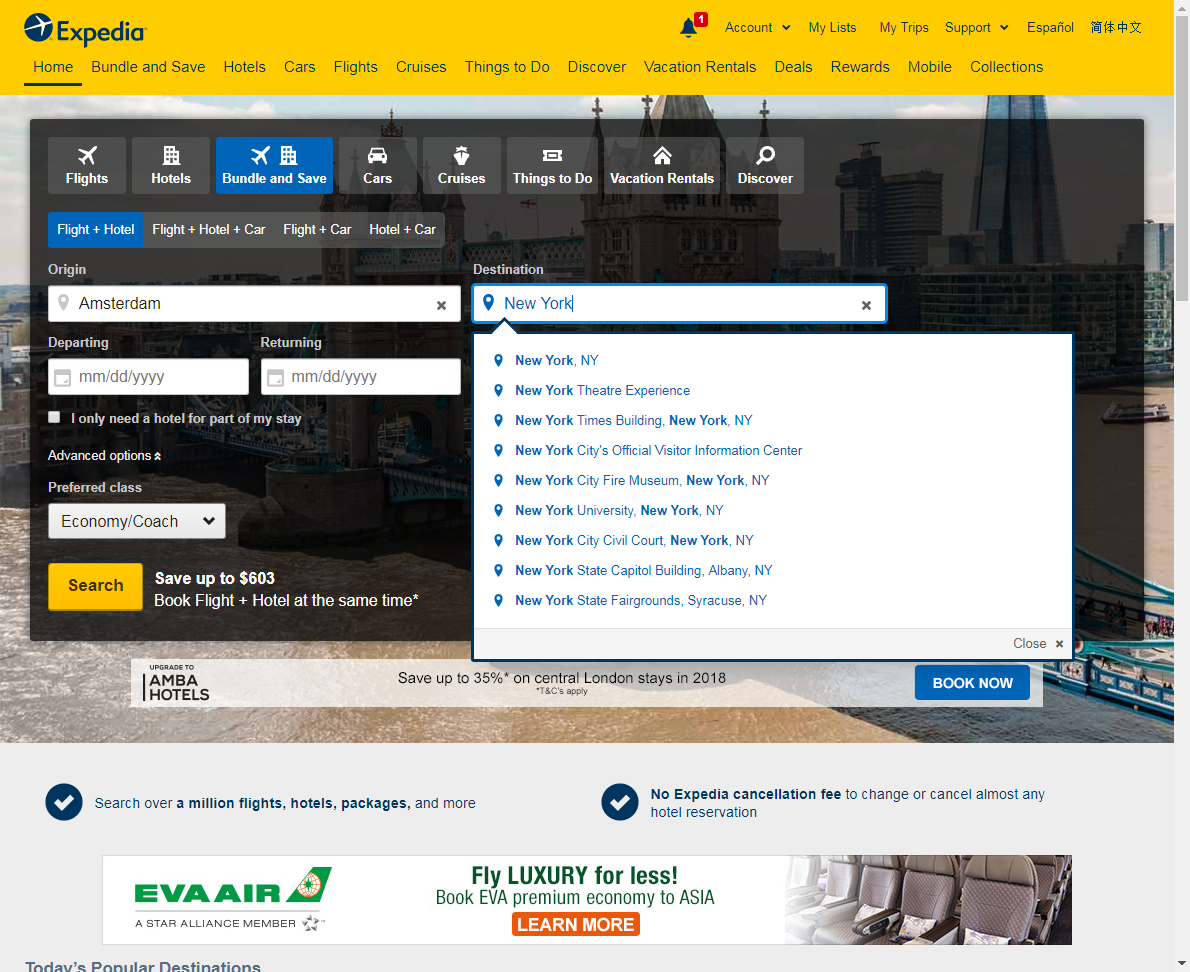 Expedia
1
Account My Lists My Trips Support Español 简体中文
Home Bundle and Save Hotels Cars Flights Cruises Things to Do Discover Vacation Rentals Deals Rewards Mobile Collections
Flights Hotels Bundle and Save Cars Cruises Things to Do Vacation Rentals Discover
Flight + Hotel Flight + Hotel + Car Flight + Car Hotel + Car
Origin Destination
Amsterdam × New York ×
Departing Returning
mm/dd/yyyy mm/dd/yyyy
I only need a hotel for part of my stay
Advanced options
Preferred class
Economy/Coach
Search
Save up to $603
Book Flight + Hotel at the same time*
New York, NY
New York Theatre Experience
New York Times Building, New York, NY
New York City's Official Visitor Information Center
New York City Fire Museum, New York, NY
New York University, New York, NY
New York City Civil Court, New York, NY
New York State Capitol Building, Albany, NY
New York State Fairgrounds, Syracuse, NY
Close ×
UPGRADE TO
AMBA
HOTELS
Save up to 35%* on central London stays in 2018
*T&C's apply
BOOK NOW
Search over a million flights, hotels, packages, and more
No Expedia cancellation fee to change or cancel almost any
hotel reservation
EVA AIR
A STAR ALLIANCE MEMBER
Fly LUXURY for less!
Book EVA premium economy to ASIA
LEARN MORE
Today's Popular Destinations